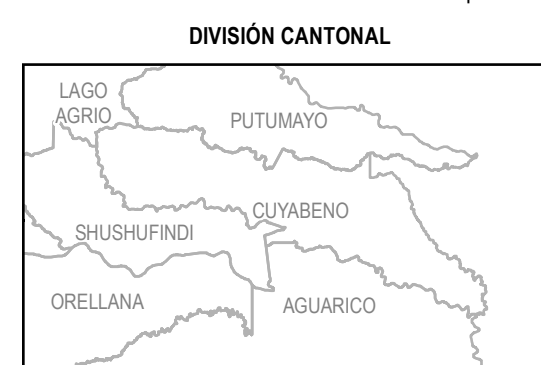 DIVISIÓN CANTONAL
LAGO
AGRIO
PUTUMAYO
CUYABENO
SHUSHUFINDI
ORELLANA
AGUARICO